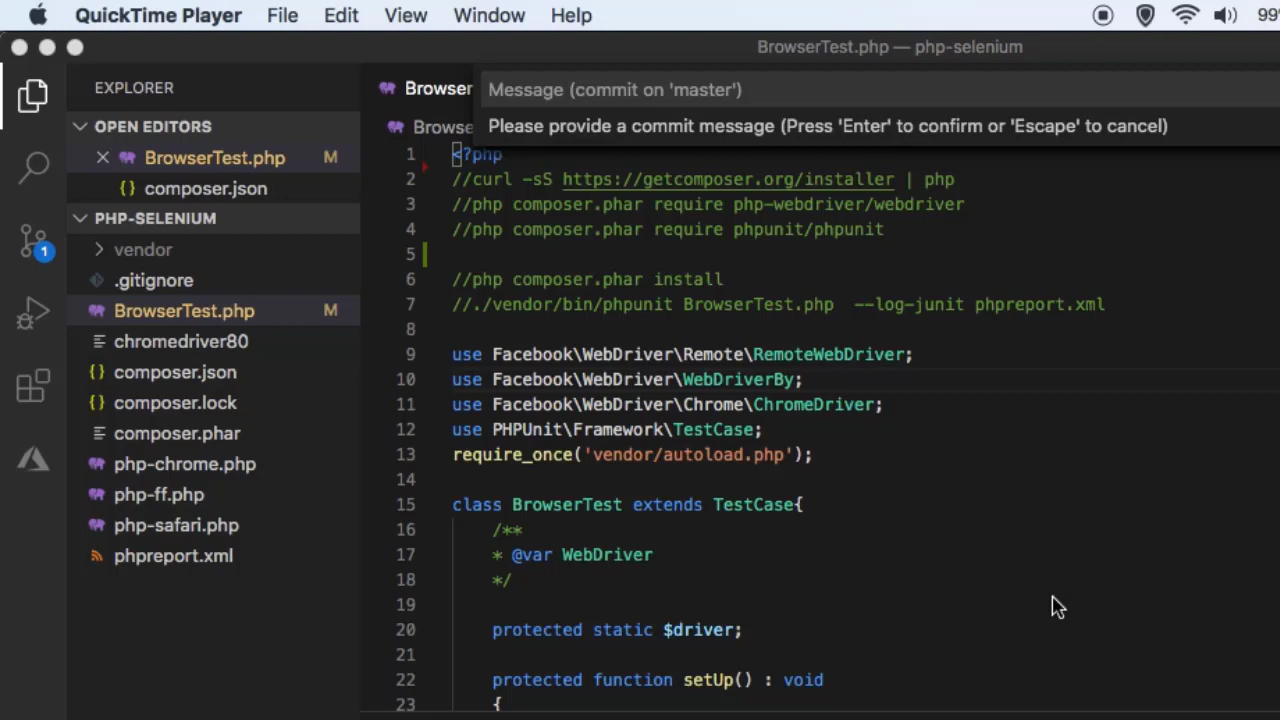 QuickTime Player File Edit View Window Help 99
BrowserTest.php — php-selenium
EXPLORER
OPEN EDITORS
BrowserTest.php M
{} composer.json
PHP-SELENIUM
vendor
.gitignore
BrowserTest.php M
chromedriver80
{} composer.json
{} composer.lock
composer.phar
php-chrome.php
php-ff.php
php-safari.php
phpreport.xml
1
Browser
Message (commit on 'master')
Browse
Please provide a commit message (Press 'Enter' to confirm or 'Escape' to cancel)
1 <?php
2 //curl -sS https://getcomposer.org/installer | php
3 //php composer.phar require php-webdriver/webdriver
4 //php composer.phar require phpunit/phpunit
5
6 //php composer.phar install
7 //./vendor/bin/phpunit BrowserTest.php  --log-junit phpreport.xml
8
9 use Facebook\WebDriver\Remote\RemoteWebDriver;
10 use Facebook\WebDriver\WebDriverBy;
11 use Facebook\WebDriver\Chrome\ChromeDriver;
12 use PHPUnit\Framework\TestCase;
13 require_once('vendor/autoload.php');
14
15 class BrowserTest extends TestCase{
16 /**
17 * @var WebDriver
18 */
19
20 protected static $driver;
21
22 protected function setUp() : void
23 {